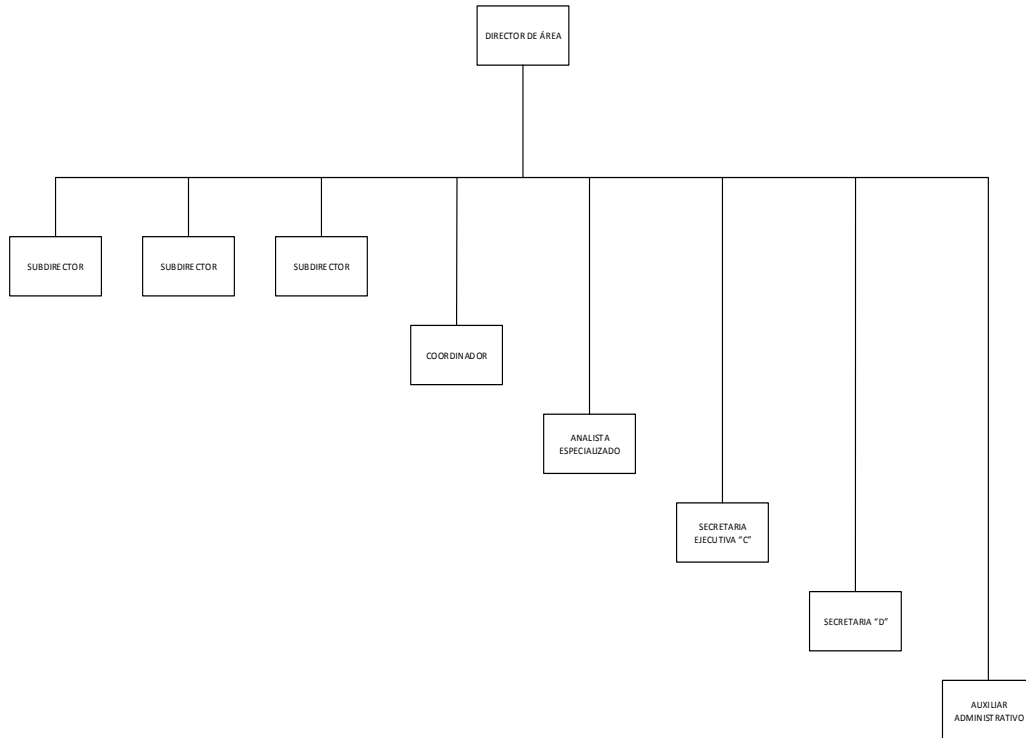 DIRECTOR DE ÁREA
SUBDIRECTOR
SUBDIRECTOR
SUBDIRECTOR
COORDINADOR
ANALISTA
ESPECIALIZADO
SECRETARIA
EJECUTIVA “C”
SECRETARIA “D”
AUXILIAR
ADMINISTRATIVO